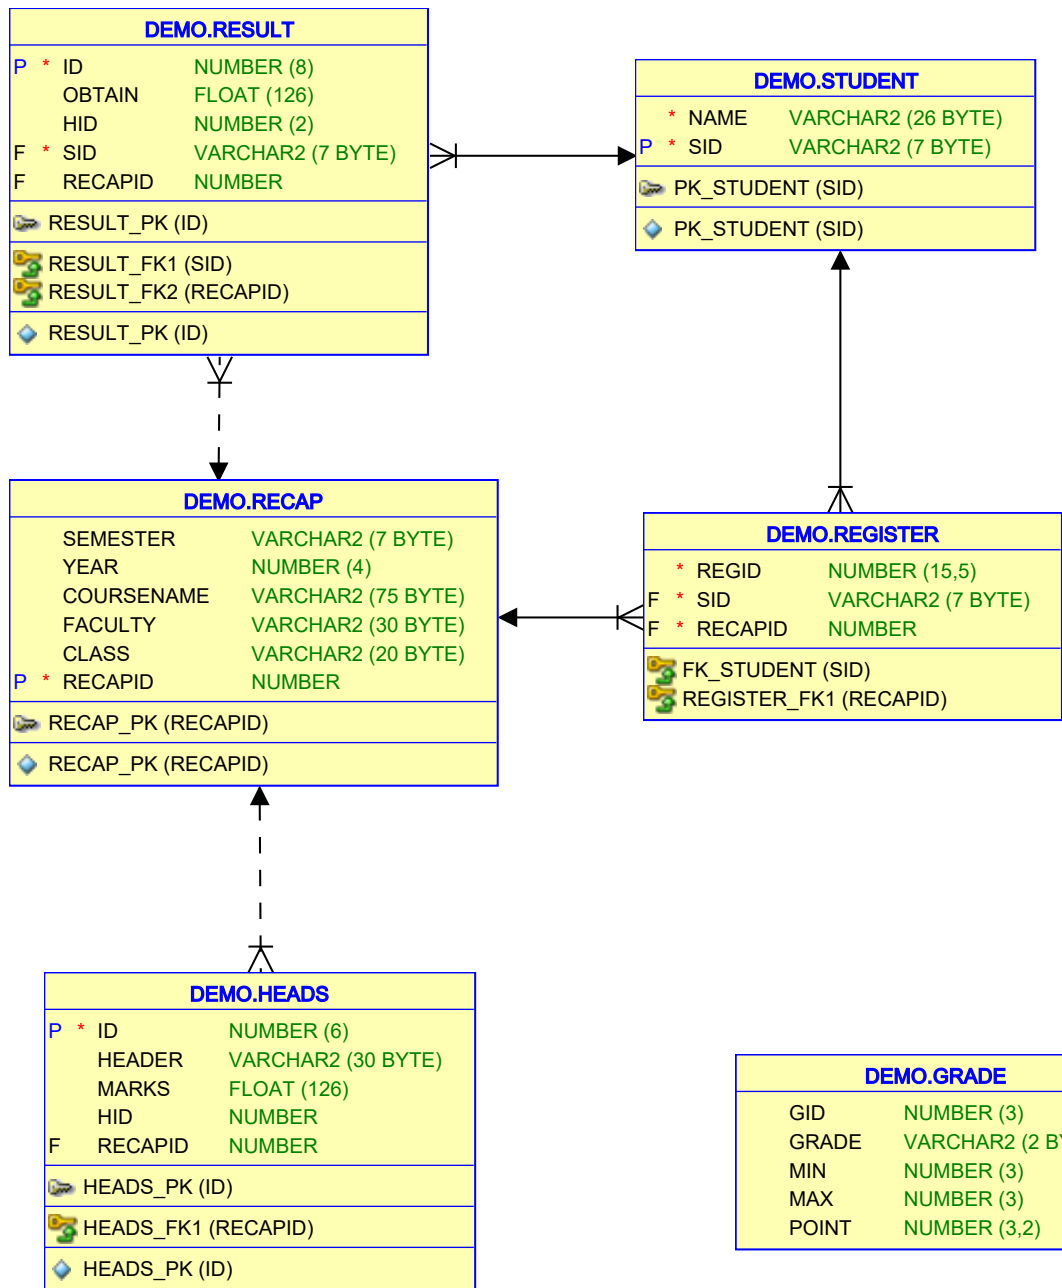 DEMO.RESULT
P * ID NUMBER (8)
OBTAIN FLOAT (126)
HID NUMBER (2)
F * SID VARCHAR2 (7 BYTE)
F RECAPID NUMBER
RESULT_PK (ID)
RESULT_FK1 (SID)
RESULT_FK2 (RECAPID)
RESULT_PK (ID)
DEMO.STUDENT
* NAME VARCHAR2 (26 BYTE)
P * SID VARCHAR2 (7 BYTE)
PK_STUDENT (SID)
PK_STUDENT (SID)
DEMO.RECAP
SEMESTER VARCHAR2 (7 BYTE)
YEAR NUMBER (4)
COURSENAME VARCHAR2 (75 BYTE)
FACULTY VARCHAR2 (30 BYTE)
CLASS VARCHAR2 (20 BYTE)
P * RECAPID NUMBER
RECAP_PK (RECAPID)
RECAP_PK (RECAPID)
DEMO.REGISTER
* REGID NUMBER (15,5)
F * SID VARCHAR2 (7 BYTE)
F * RECAPID NUMBER
FK_STUDENT (SID)
REGISTER_FK1 (RECAPID)
DEMO.HEADS
P * ID NUMBER (6)
HEADER VARCHAR2 (30 BYTE)
MARKS FLOAT (126)
HID NUMBER
F RECAPID NUMBER
HEADS_PK (ID)
HEADS_FK1 (RECAPID)
HEADS_PK (ID)
DEMO.GRADE
GID NUMBER (3)
GRADE VARCHAR2 (2 BY
MIN NUMBER (3)
MAX NUMBER (3)
POINT NUMBER (3,2)